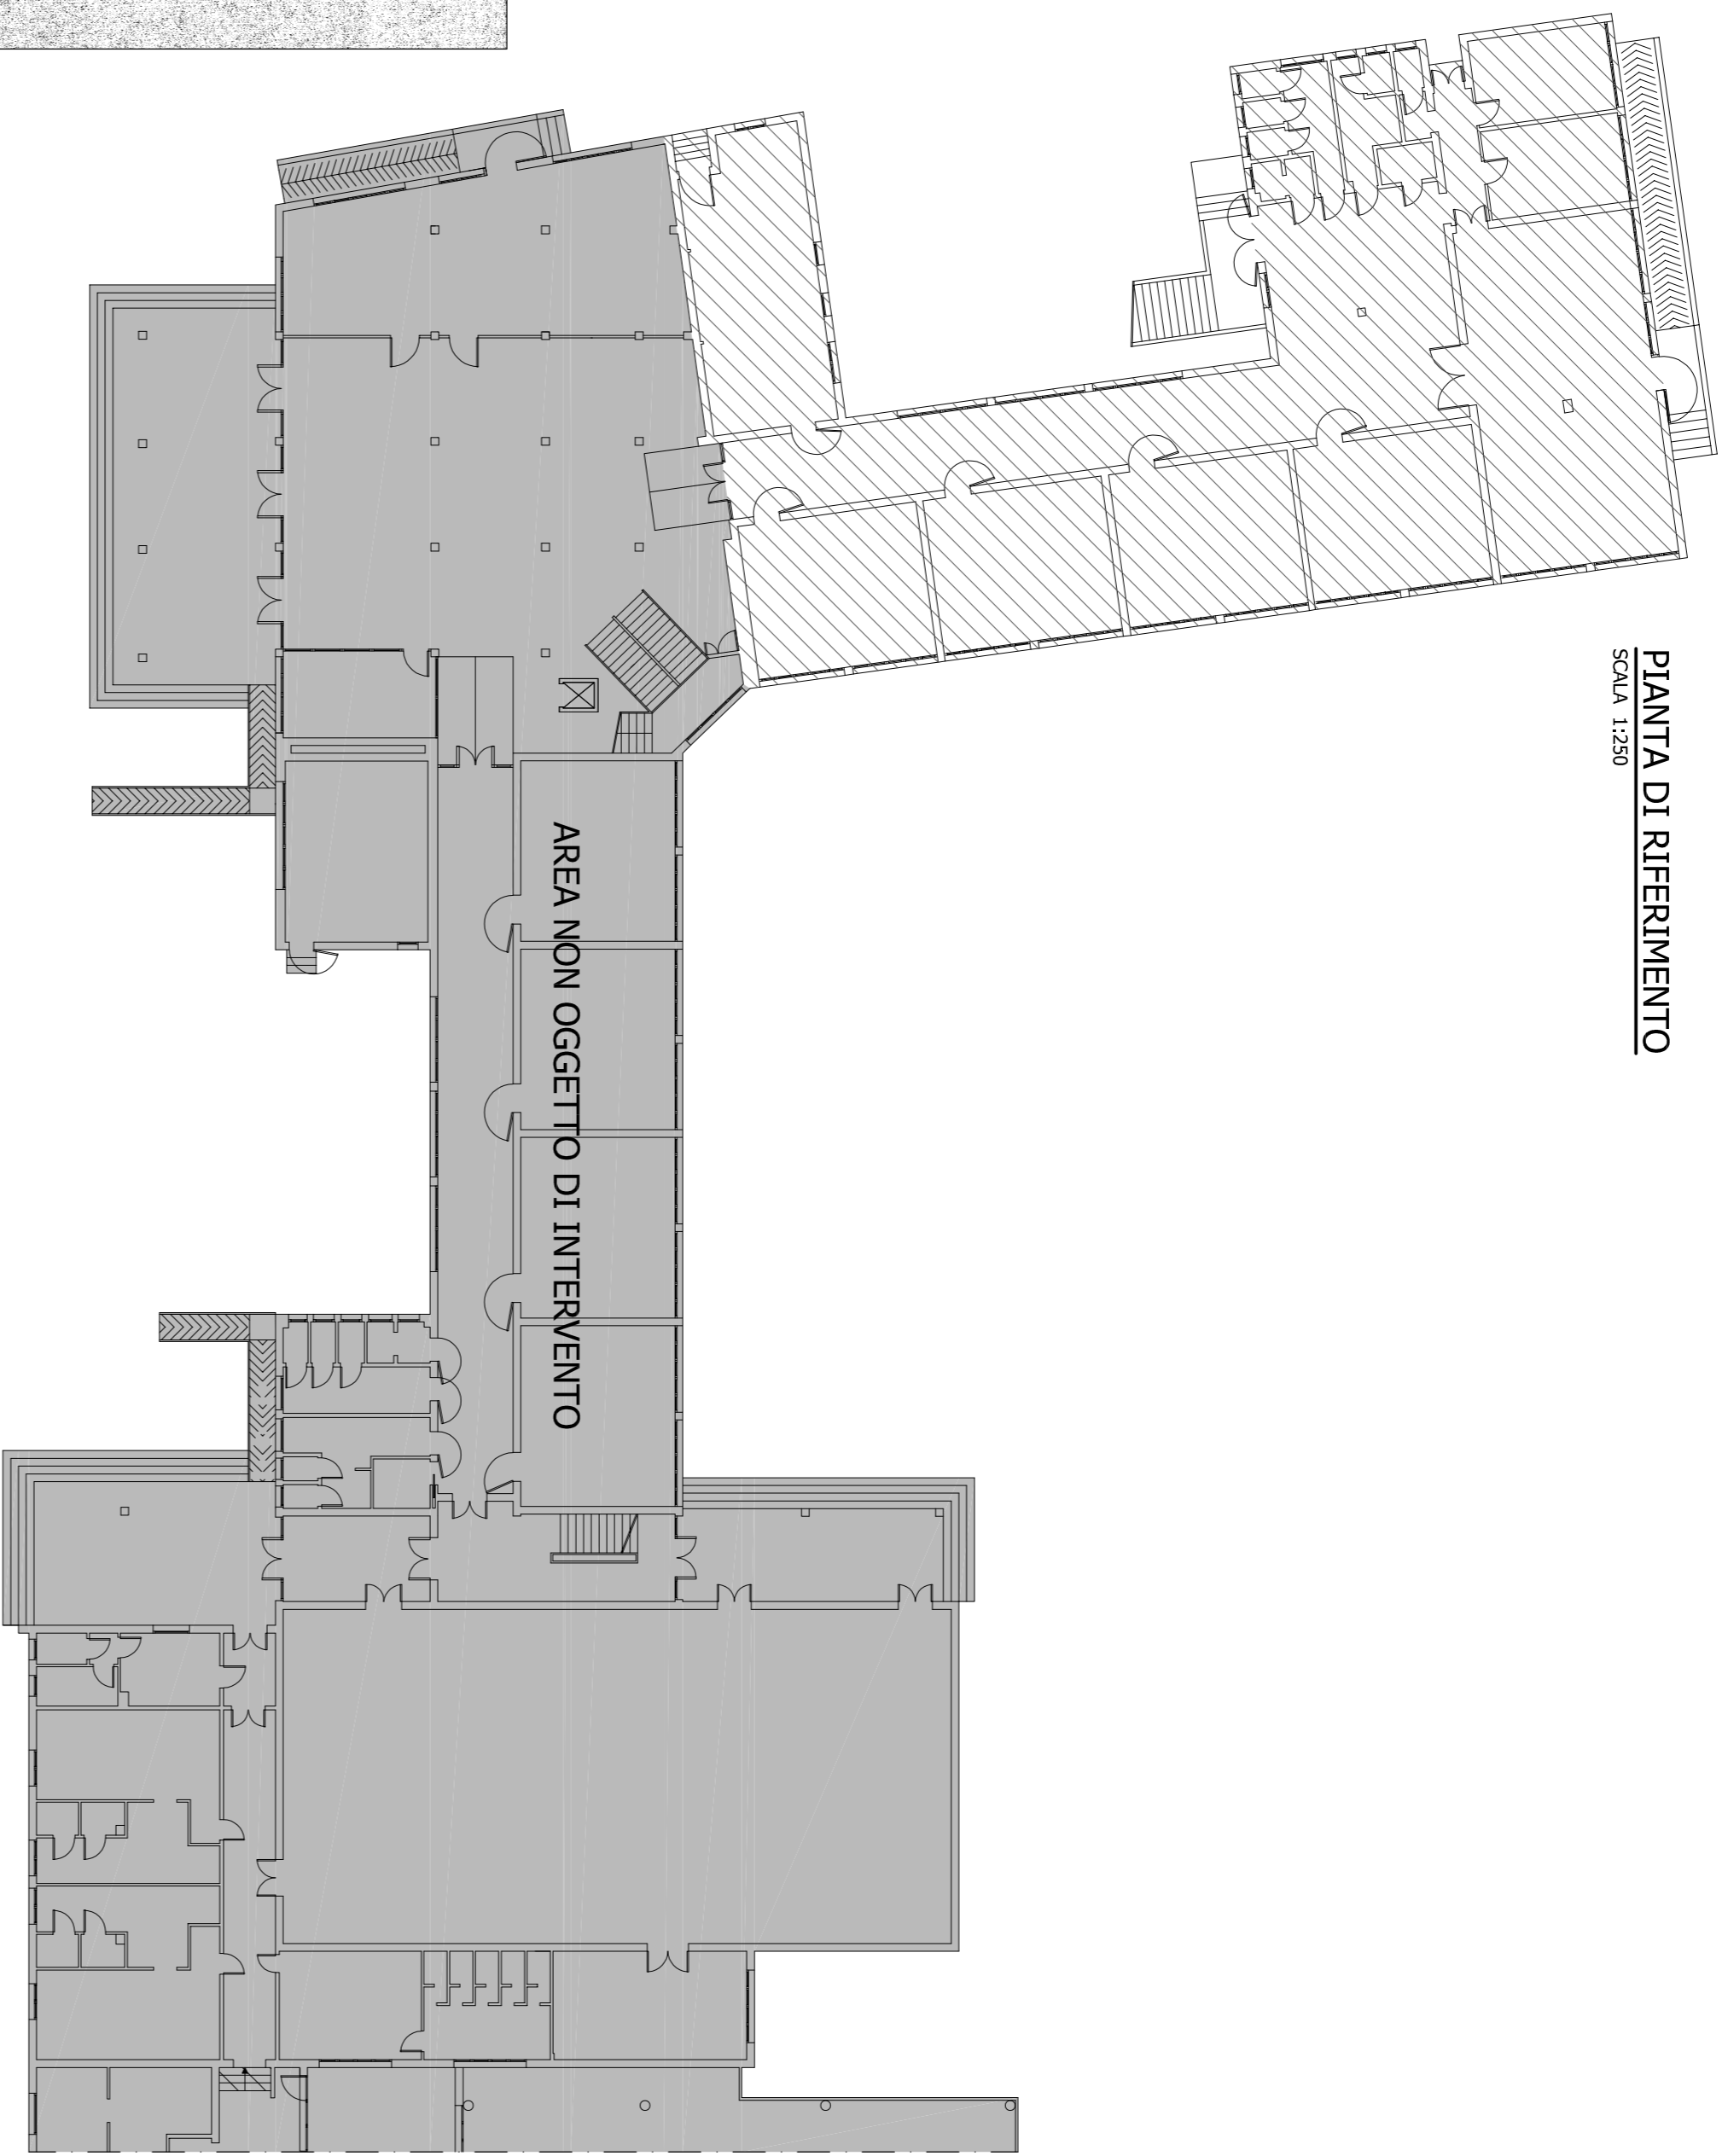 PIANTA DI RIFERIMENTO
SCALA 1:250
AREA NON OGGETTO DI INTERVENTO